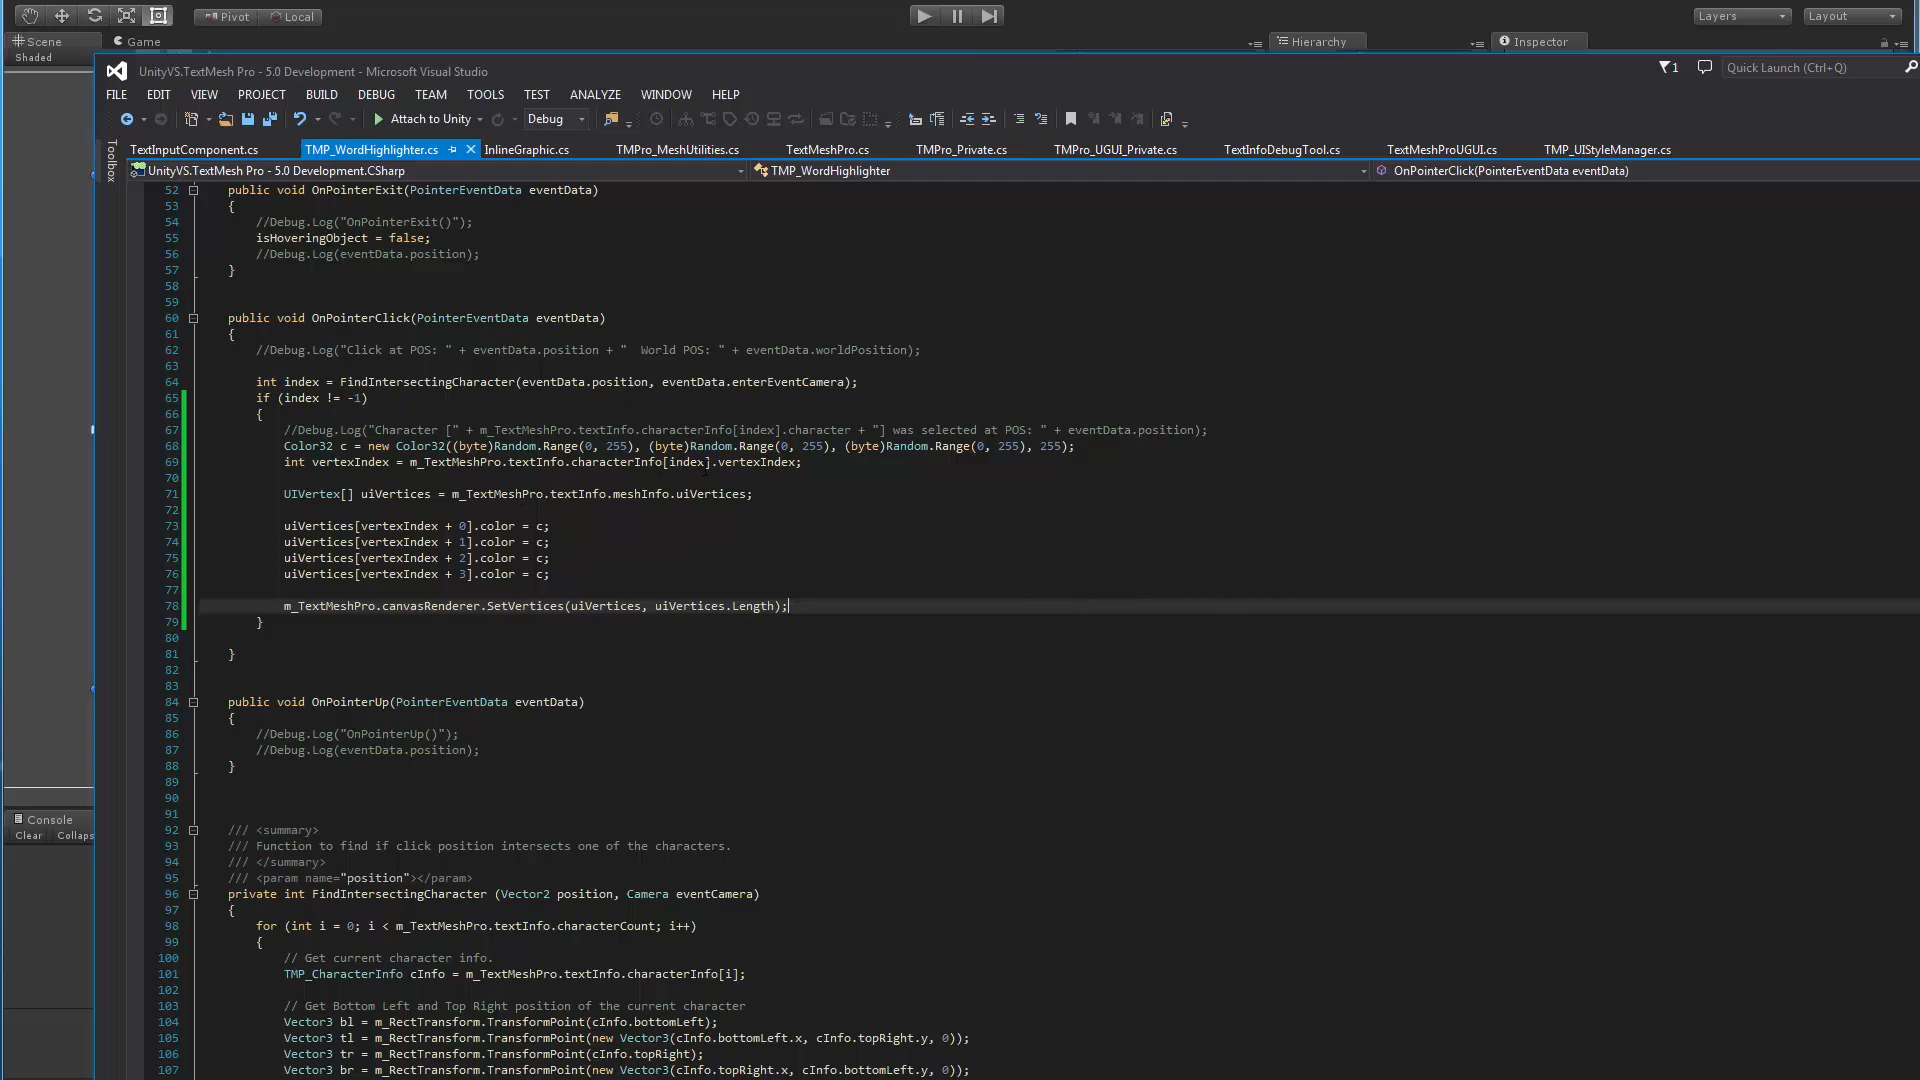 Pivot Local Layers Layout
Scene Game Hierarchy Inspector
Shaded
UnityVS.TextMesh Pro - 5.0 Development - Microsoft Visual Studio 1 Quick Launch (Ctrl+Q)
FILE EDIT VIEW PROJECT BUILD DEBUG TEAM TOOLS TEST ANALYZE WINDOW HELP
Attach to Unity Debug
Toolbox
TextInputComponent.cs TMP_WordHighlighter.cs InlineGraphic.cs TMPro_MeshUtilities.cs TextMeshPro.cs TMPro_Private.cs TMPro_UGUI_Private.cs TextInfoDebugTool.cs TextMeshProUGUI.cs TMP_UIStyleManager.cs
UnityVS.TextMesh Pro - 5.0 Development.CSharp TMP_WordHighlighter OnPointerClick(PointerEventData eventData)
52 public void OnPointerExit(PointerEventData eventData)
53 {
54 //Debug.Log("OnPointerExit()");
55 isHoveringObject = false;
56 //Debug.Log(eventData.position);
57 }
58
59
60 public void OnPointerClick(PointerEventData eventData)
61 {
62 //Debug.Log("Click at POS: " + eventData.position + "  World POS: " + eventData.worldPosition);
63
64 int index = FindIntersectingCharacter(eventData.position, eventData.enterEventCamera);
65 if (index != -1)
66 {
67 //Debug.Log("Character [" + m_TextMeshPro.textInfo.characterInfo[index].character + "] was selected at POS: " + eventData.position);
68 Color32 c = new Color32((byte)Random.Range(0, 255), (byte)Random.Range(0, 255), (byte)Random.Range(0, 255), 255);
69 int vertexIndex = m_TextMeshPro.textInfo.characterInfo[index].vertexIndex;
70
71 UIVertex[] uiVertices = m_TextMeshPro.textInfo.meshInfo.uiVertices;
72
73 uiVertices[vertexIndex + 0].color = c;
74 uiVertices[vertexIndex + 1].color = c;
75 uiVertices[vertexIndex + 2].color = c;
76 uiVertices[vertexIndex + 3].color = c;
77
78 m_TextMeshPro.canvasRenderer.SetVertices(uiVertices, uiVertices.Length);
79 }
80
81 }
82
83
84 public void OnPointerUp(PointerEventData eventData)
85 {
86 //Debug.Log("OnPointerUp()");
87 //Debug.Log(eventData.position);
88 }
89
90
91
Console
Clear Collaps
92 /// <summary>
93 /// Function to find if click position intersects one of the characters.
94 /// </summary>
95 /// <param name="position"></param>
96 private int FindIntersectingCharacter (Vector2 position, Camera eventCamera)
97 {
98 for (int i = 0; i < m_TextMeshPro.textInfo.characterCount; i++)
99 {
100 // Get current character info.
101 TMP_CharacterInfo cInfo = m_TextMeshPro.textInfo.characterInfo[i];
102
103 // Get Bottom Left and Top Right position of the current character
104 Vector3 bl = m_RectTransform.TransformPoint(cInfo.bottomLeft);
105 Vector3 tl = m_RectTransform.TransformPoint(new Vector3(cInfo.bottomLeft.x, cInfo.topRight.y, 0));
106 Vector3 tr = m_RectTransform.TransformPoint(cInfo.topRight);
107 Vector3 br = m_RectTransform.TransformPoint(new Vector3(cInfo.topRight.x, cInfo.bottomLeft.y, 0));